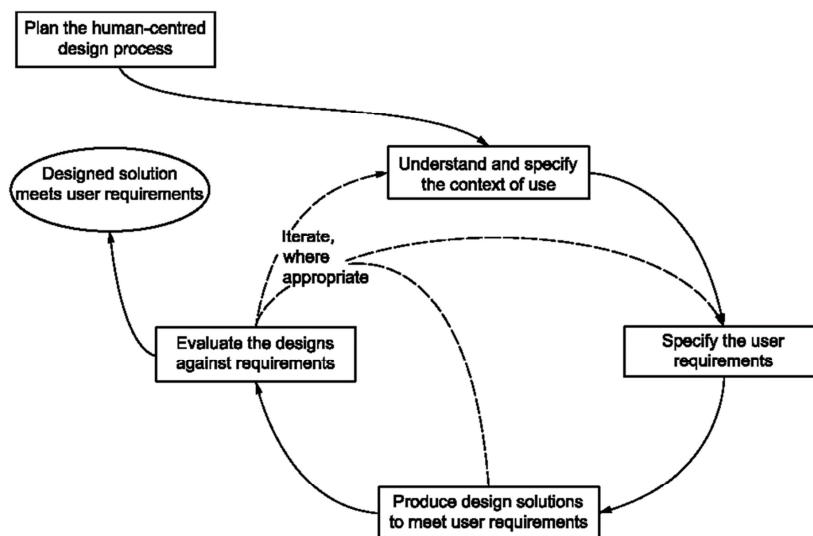 Plan the human-centred
design process
Understand and specify
the context of use
Designed solution
meets user requirements
Iterate,
where
appropriate
Evaluate the designs
against requirements
Specify the user
requirements
Produce design solutions
to meet user requirements